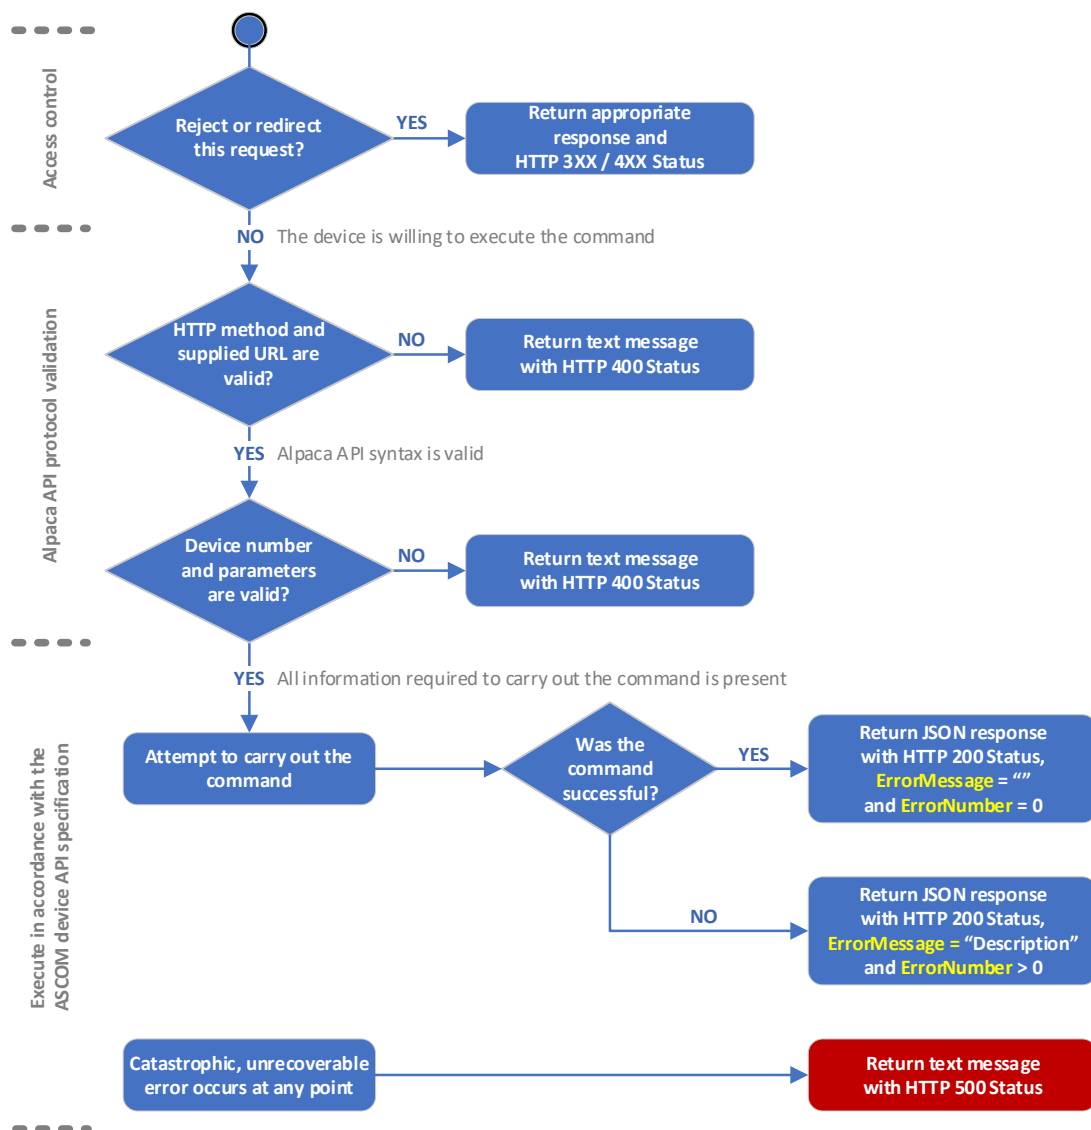 Access control
Reject or redirect
this request?
YES
Return appropriate
response and
HTTP 3XX / 4XX Status
NO The device is willing to execute the command
Alpaca API protocol validation
HTTP method and
supplied URL are
valid?
NO
Return text message
with HTTP 400 Status
YES Alpaca API syntax is valid
Device number
and parameters
are valid?
NO
Return text message
with HTTP 400 Status
YES All information required to carry out the command is present
Execute in accordance with the
ASCOM device API specification
Attempt to carry out the
command
Was the
command
successful?
YES
Return JSON response
with HTTP 200 Status,
ErrorMessage = “”
and ErrorNumber = 0
NO
Return JSON response
with HTTP 200 Status,
ErrorMessage = “Description”
and ErrorNumber > 0
Catastrophic, unrecoverable
error occurs at any point
Return text message
with HTTP 500 Status